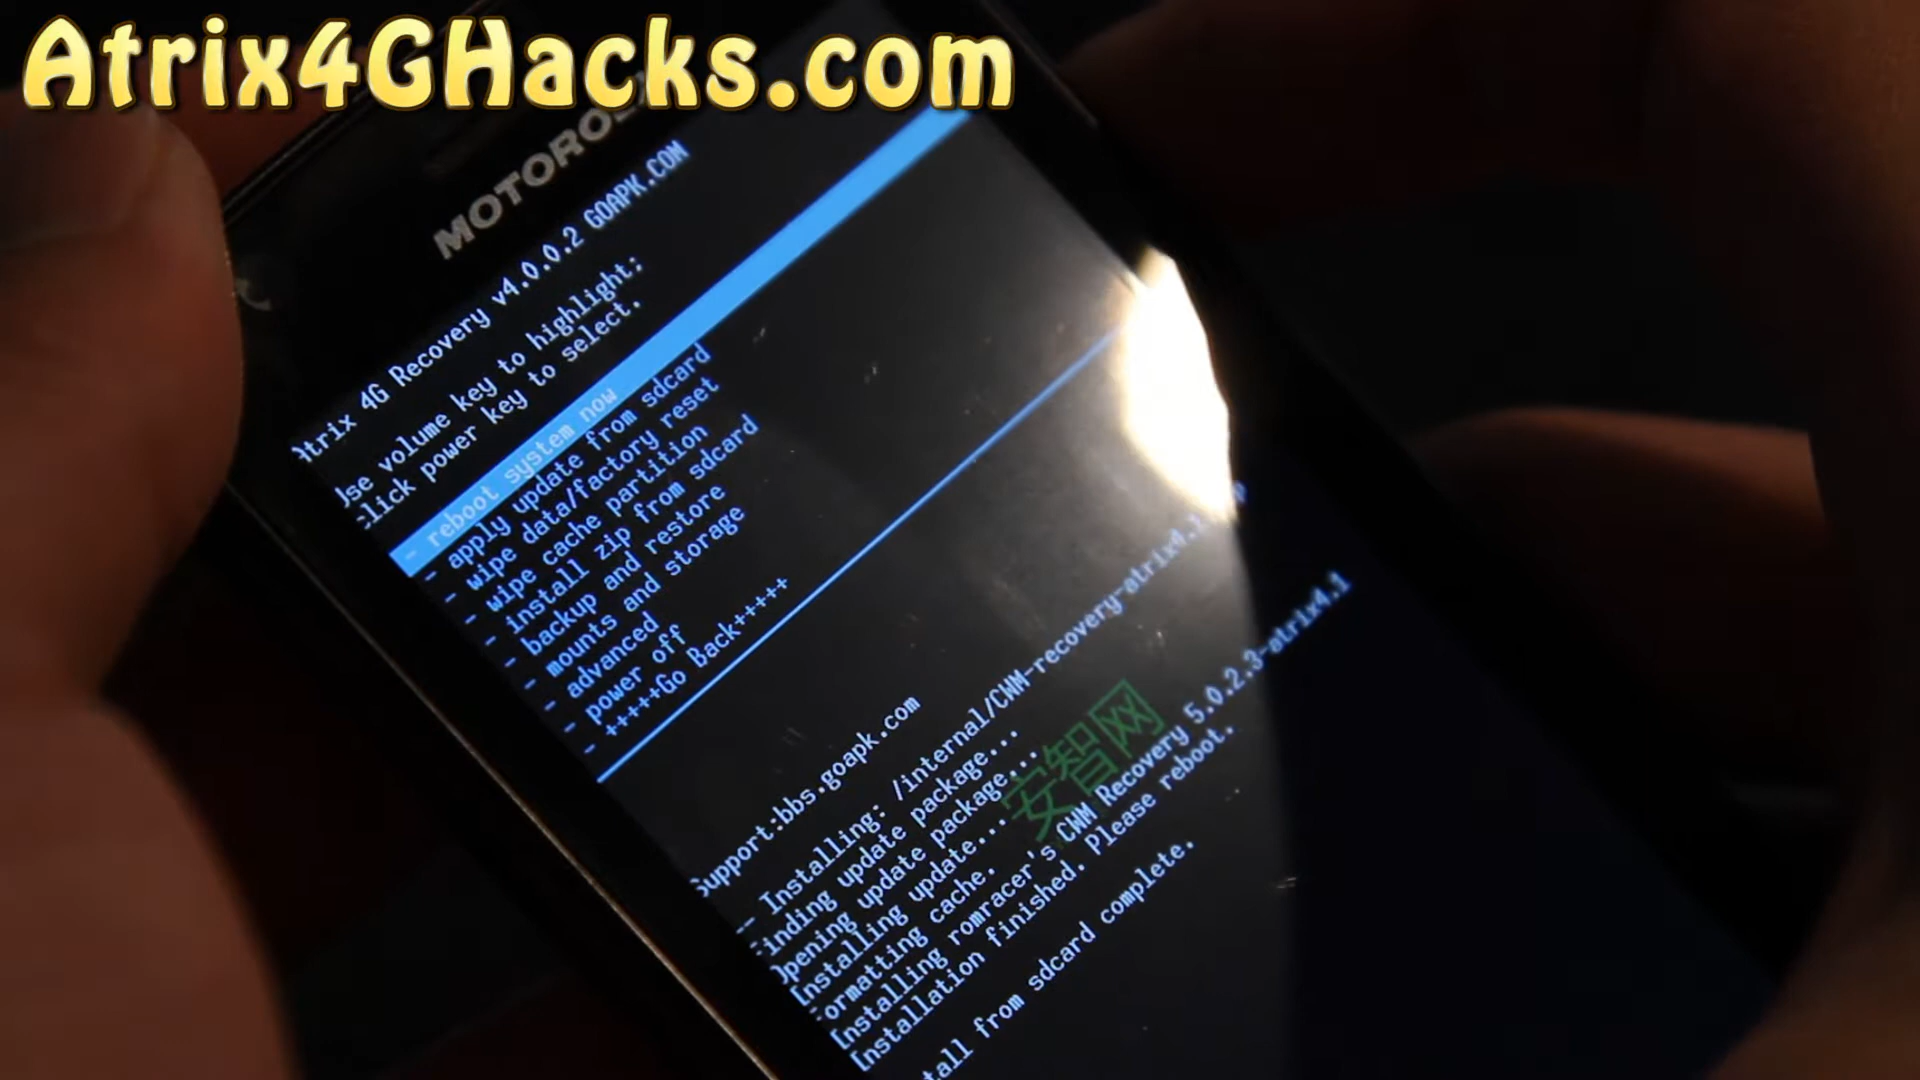 Atrix4GHacks.com
MOTOROLA
Atrix 4G Recovery v4.0.0.2 GOAPK.COM
Use volume key to highlight;
click power key to select.
- reboot system now
- apply update from sdcard
- wipe data/factory reset
- wipe cache partition
- install zip from sdcard
- backup and restore
- mounts and storage
- advanced
- power off
- +++++Go Back+++++
Support:bbs.goapk.com
安智网
-- Installing: /internal/CWM-recovery-atrix4.1
Finding update package...
Opening update package...
Installing update...
Formatting cache.
Installing romracer's CWM Recovery 5.0.2.3-atrix4.1
Installation finished. Please reboot.
from sdcard complete.